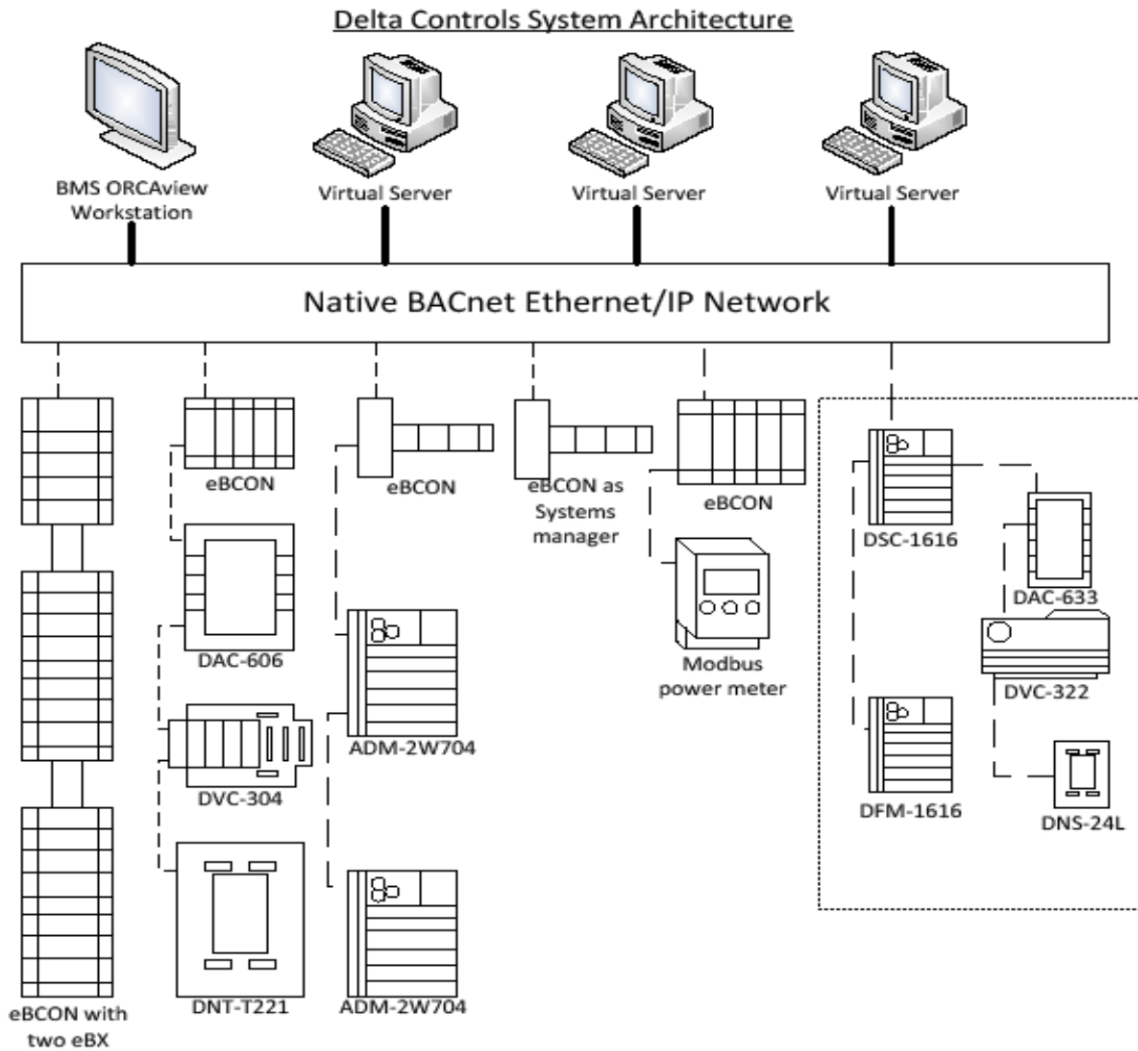 Delta Controls System Architecture
BMS ORCAview
Workstation
Virtual Server
Virtual Server
Virtual Server
Native BACnet Ethernet/IP Network
eBCON
eBCON
eBCON as
Systems
manager
eBCON
DSC-1616
DAC-633
DAC-606
Modbus
power meter
DVC-322
ADM-2W704
DVC-304
DFM-1616
DNS-24L
DNT-T221
ADM-2W704
eBCON with
two eBX